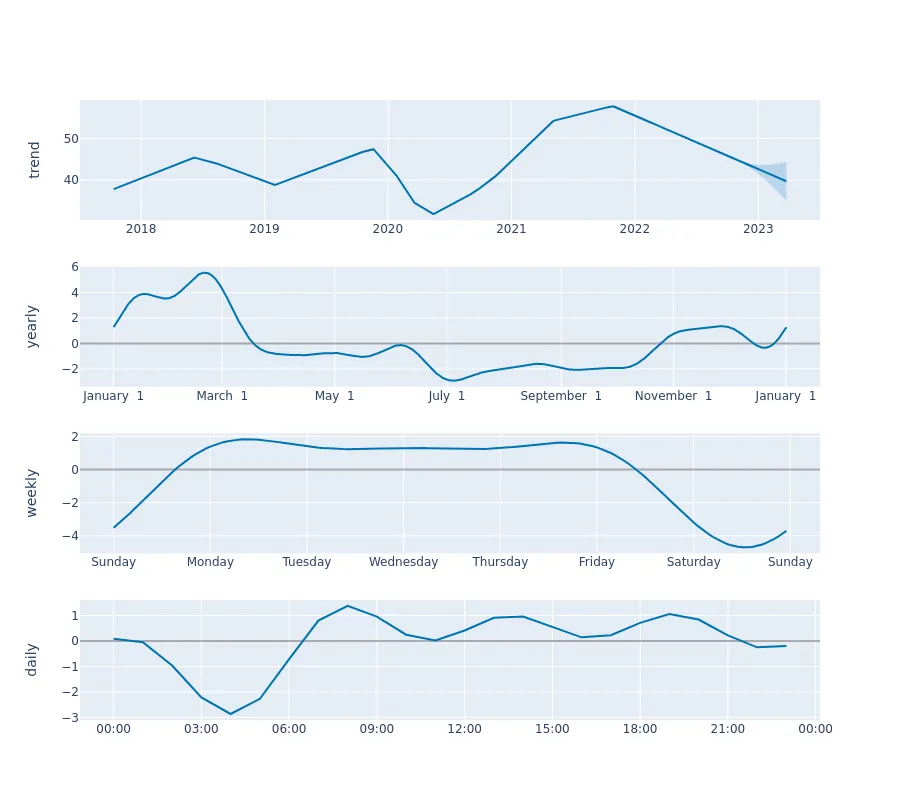 trend
50
40
2018 2019 2020 2021 2022 2023
yearly
6
4
2
0
−2
January 1 March 1 May 1 July 1 September 1 November 1 January 1
weekly
2
0
−2
−4
Sunday Monday Tuesday Wednesday Thursday Friday Saturday Sunday
daily
1
0
−1
−2
−3
00:00 03:00 06:00 09:00 12:00 15:00 18:00 21:00 00:00